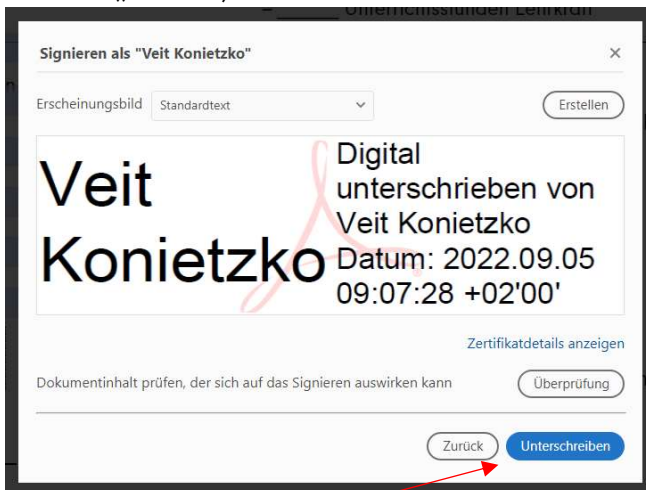 Unterrichtsstunden Lehrkraft
Signieren als "Veit Konietzko"
Erscheinungsbild Standardtext Erstellen
Veit
Konietzko
Digital
unterschrieben von
Veit Konietzko
Datum: 2022.09.05
09:07:28 +02'00'
Zertifikatdetails anzeigen
Dokumentinhalt prüfen, der sich auf das Signieren auswirken kann Überprüfung
Zurück Unterschreiben